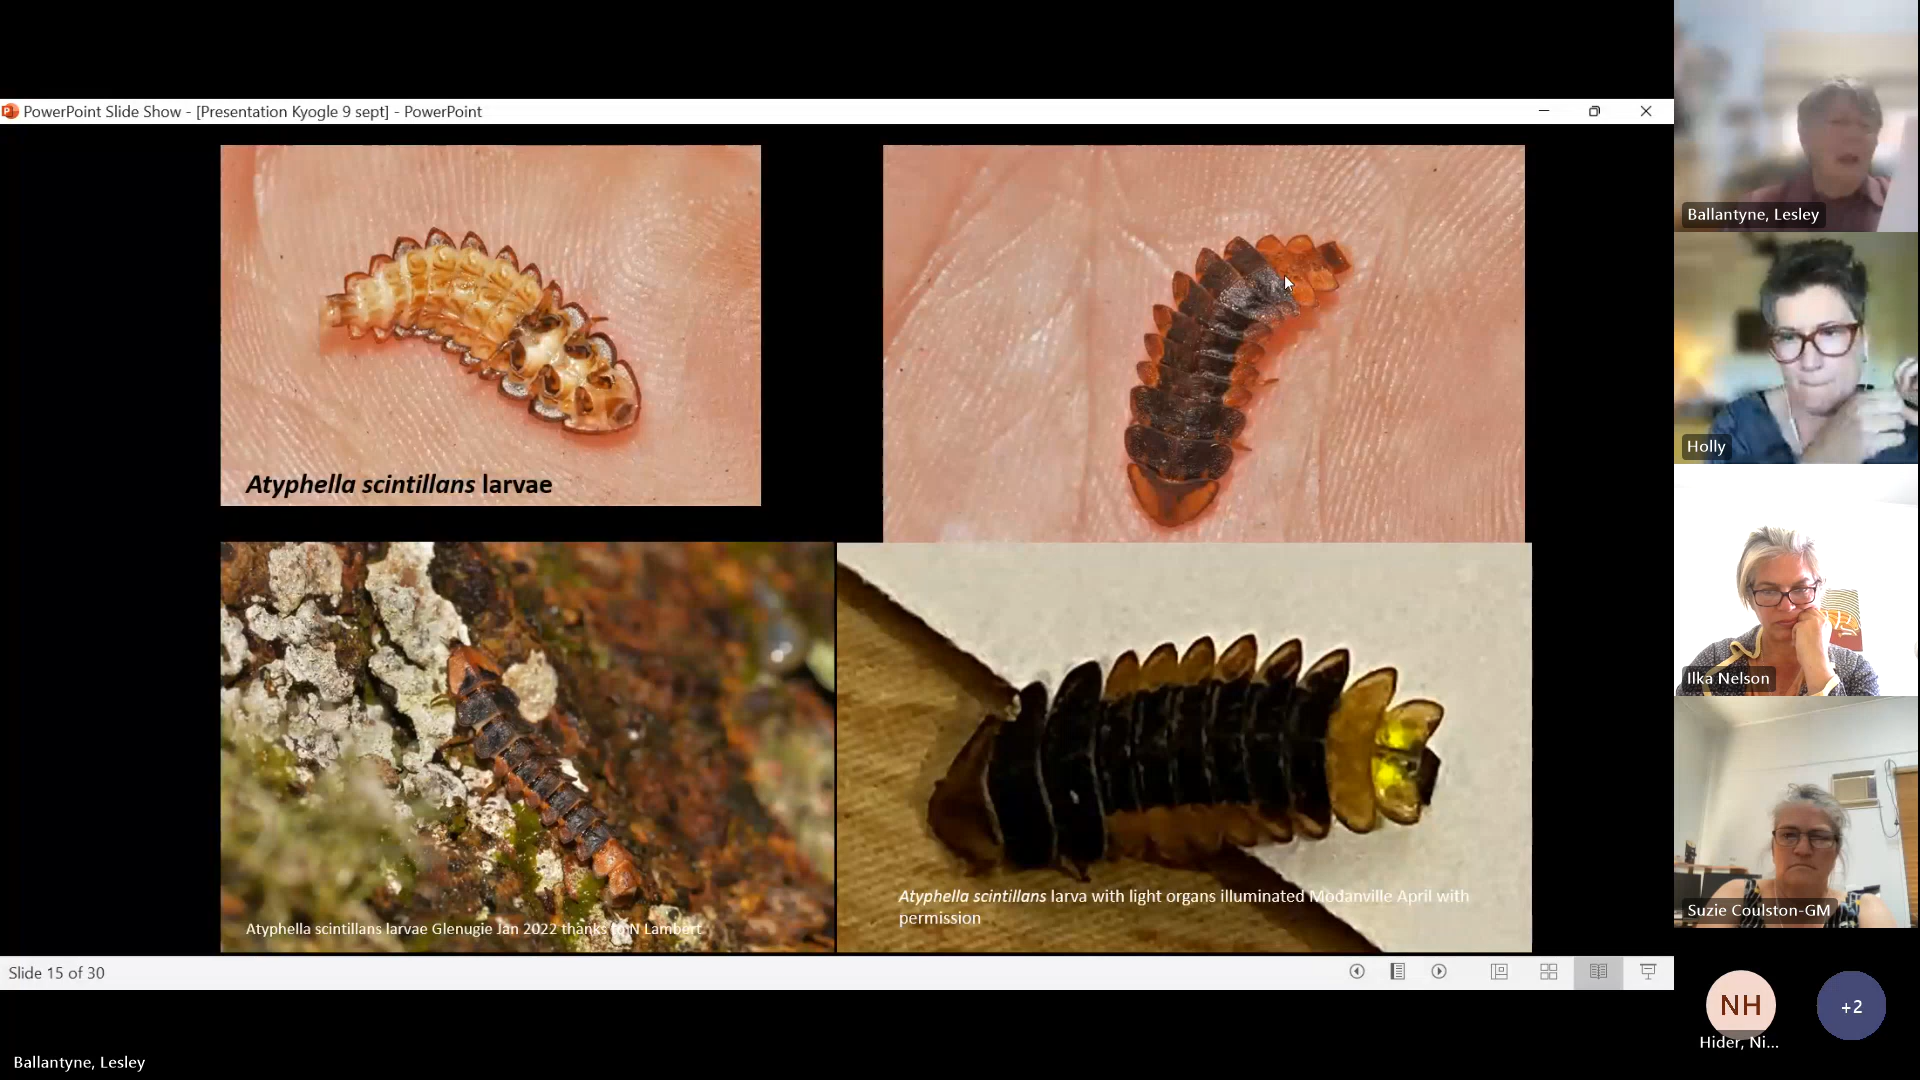 PowerPoint Slide Show - [Presentation Kyogle 9 sept] - PowerPoint
Atyphella scintillans larvae
Atyphella scintillans larvae Glenugie Jan 2022 thanks to N Lambert
Atyphella scintillans larva with light organs illuminated Modanville April with
permission
Slide 15 of 30
Ballantyne, Lesley
Ballantyne, Lesley
Holly
Ilka Nelson
Suzie Coulston-GM
NH
Hider, Ni...
+2